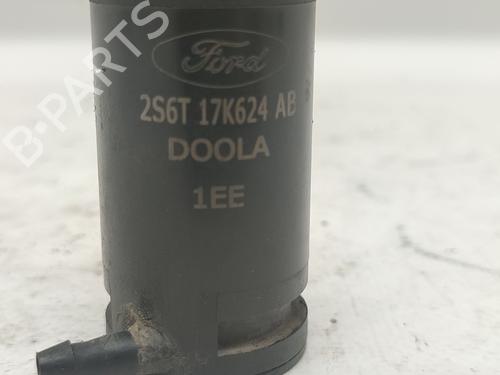 B-PARTS
Ford
2S6T 17K624 AB
DOOLA
1EE